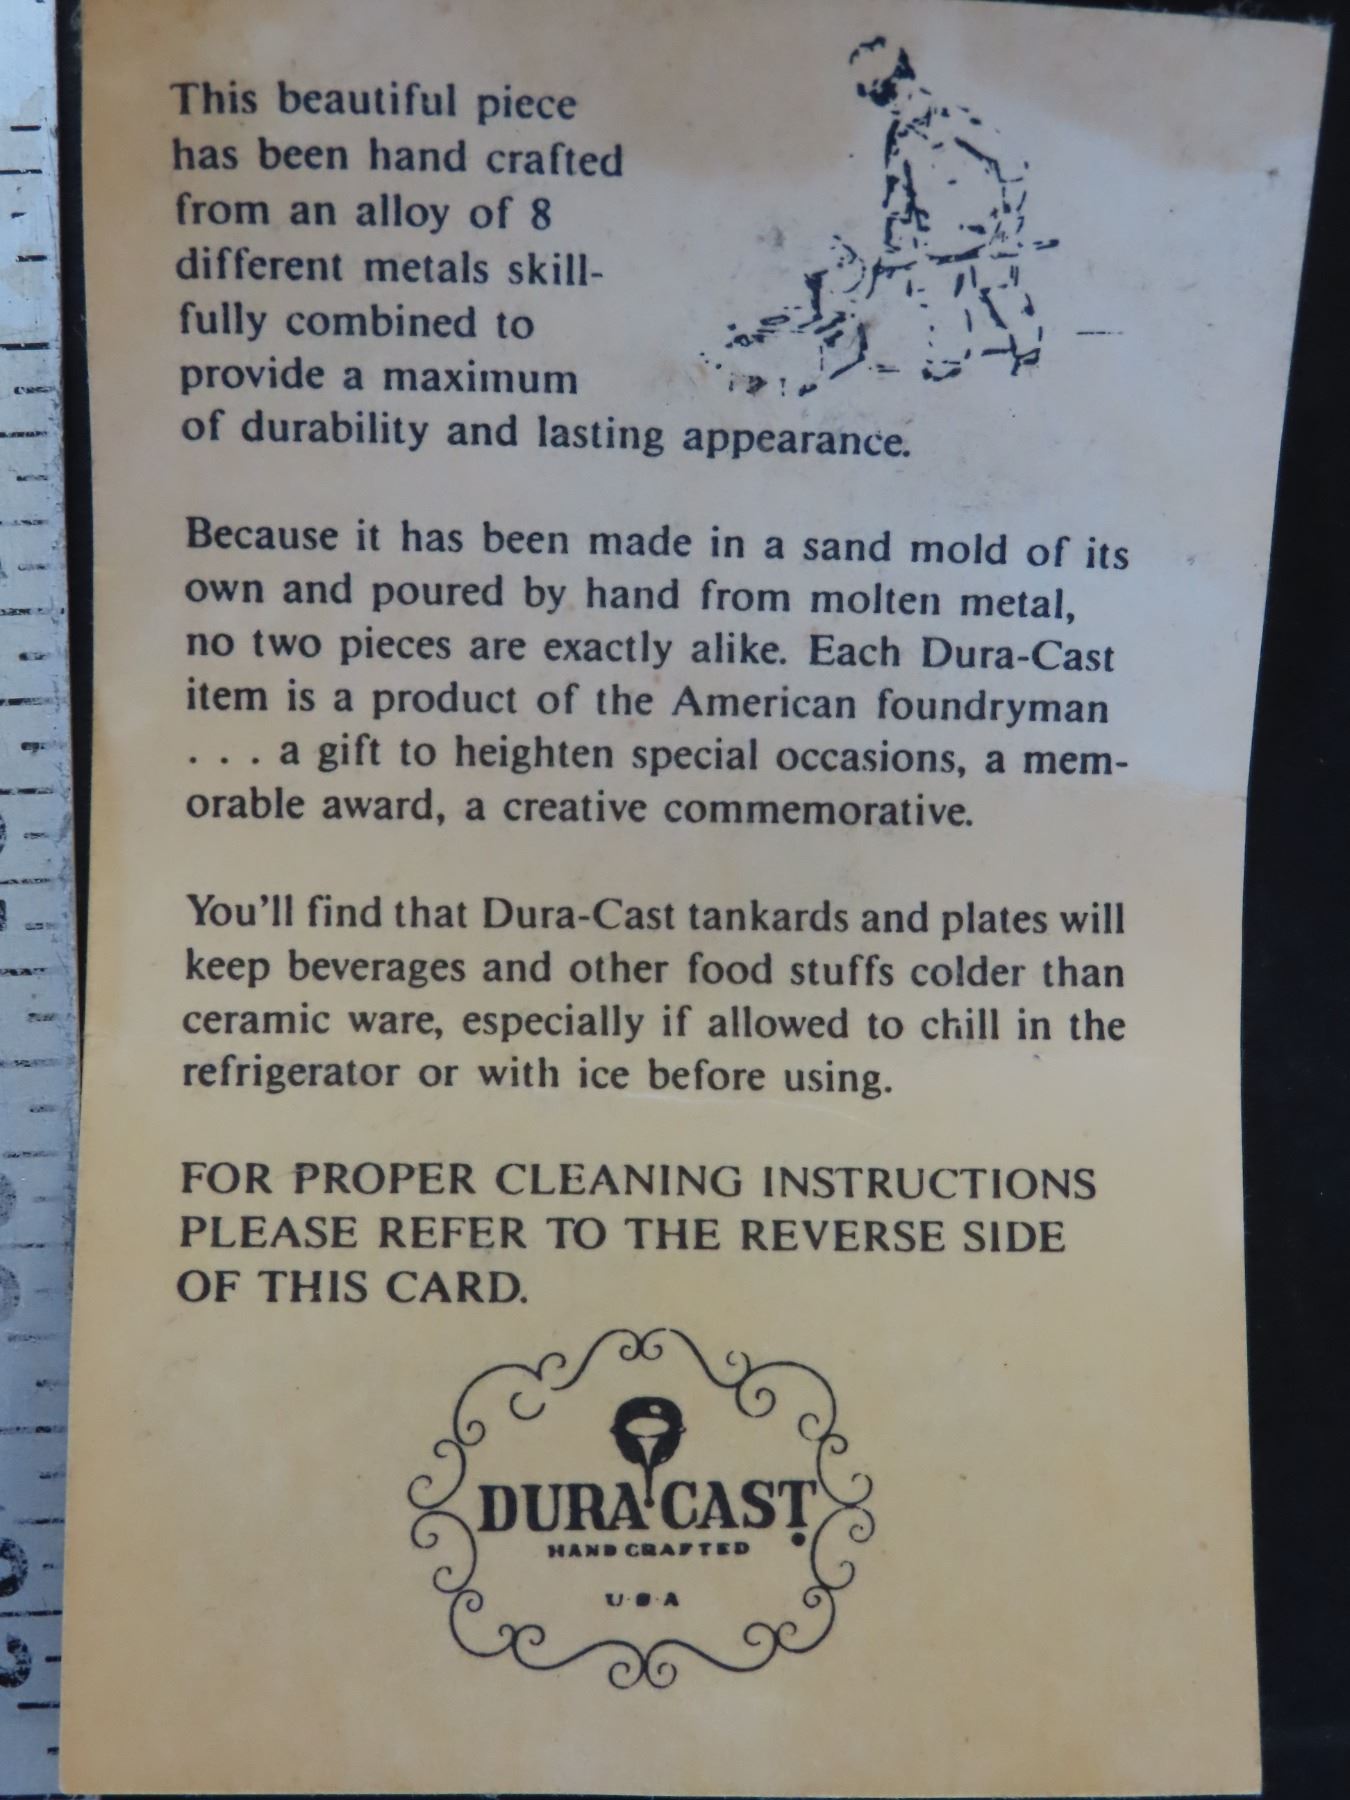 This beautiful piece
has been hand crafted
from an alloy of 8
different metals skill-
fully combined to
provide a maximum
of durability and lasting appearance.
Because it has been made in a sand mold of its
own and poured by hand from molten metal,
no two pieces are exactly alike. Each Dura-Cast
item is a product of the American foundryman
. . . a gift to heighten special occasions, a mem-
orable award, a creative commemorative.
You'll find that Dura-Cast tankards and plates will
keep beverages and other food stuffs colder than
ceramic ware, especially if allowed to chill in the
refrigerator or with ice before using.
FOR PROPER CLEANING INSTRUCTIONS
PLEASE REFER TO THE REVERSE SIDE
OF THIS CARD.
DURA CAST
HAND CRAFTED
U·S·A